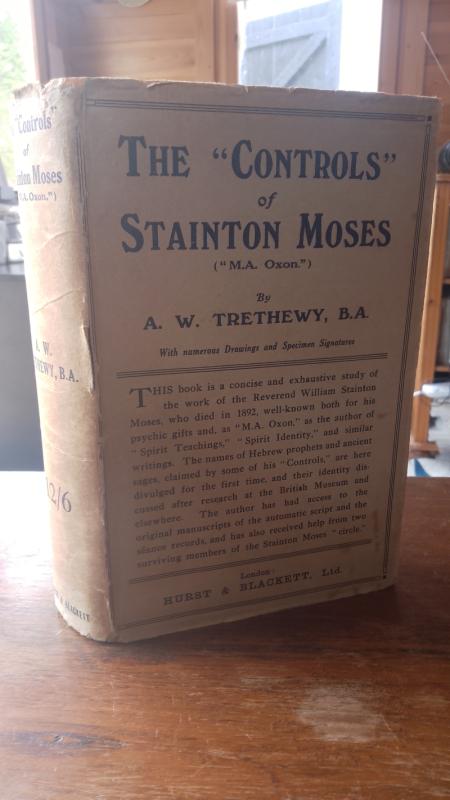 THE "CONTROLS"
of
STAINTON MOSES
("M.A. Oxon.")
By
A. W. TRETHEWY, B.A.
With numerous Drawings and Specimen Signatures
THIS book is a concise and exhaustive study of
the work of the Reverend William Stainton
Moses, who died in 1892, well-known both for his
psychic gifts and, as "M.A. Oxon," as the author of
"Spirit Teachings," "Spirit Identity," and similar
writings. The names of Hebrew prophets and ancient
sages, claimed by some of his "Controls," are here
divulged for the first time, and their identity dis-
cussed after research at the British Museum and
elsewhere. The author has had access to the
original manuscripts of the automatic script and the
séance records, and has also received help from two
surviving members of the Stainton Moses "circle."
London:
HURST & BLACKETT, Ltd.
"Controls"
of
Moses
A. Oxon.")
A. W.
THEWY, B.A.
12/6
& BLACKETT